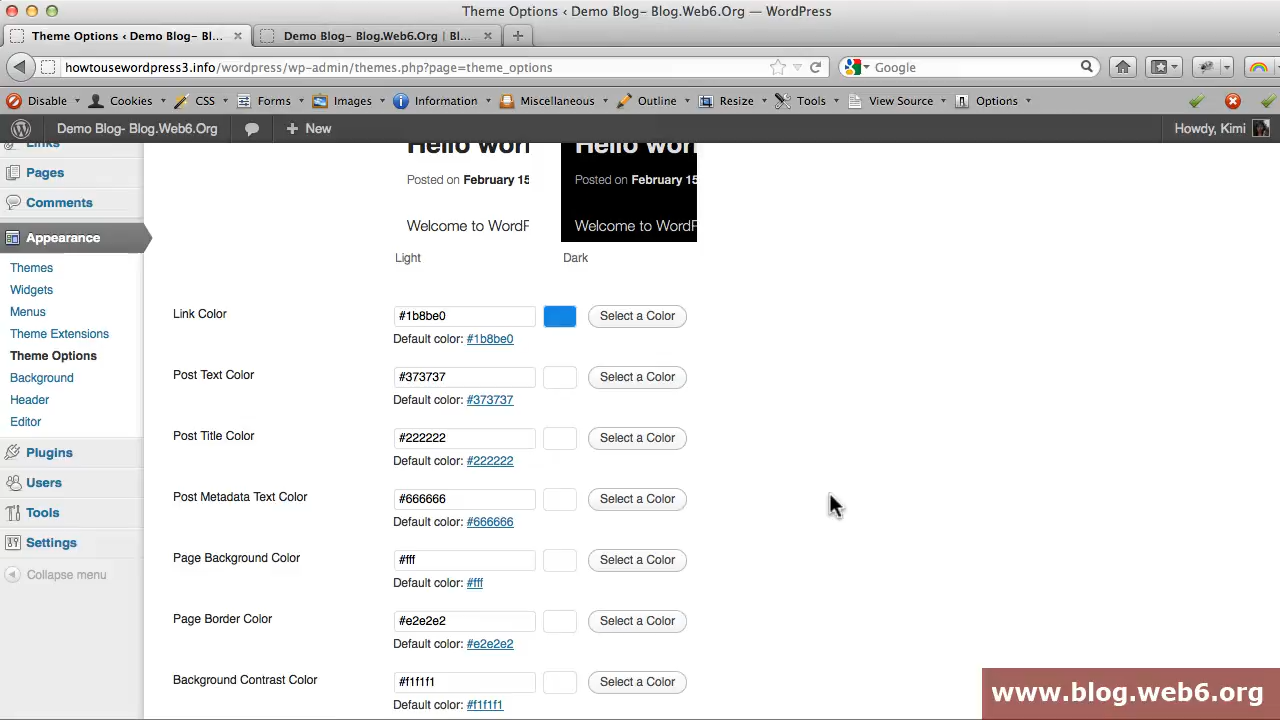 Theme Options ‹ Demo Blog- Blog.Web6.Org — WordPress
Theme Options ‹ Demo Blog- Bl...
Demo Blog- Blog.Web6.Org | Bl...
howtousewordpress3.info/wordpress/wp-admin/themes.php?page=theme_options
Google
Disable Cookies CSS Forms Images Information Miscellaneous Outline Resize Tools View Source Options
Demo Blog- Blog.Web6.Org
New
Howdy, Kimi
Links
Pages
Comments
Appearance
Themes
Widgets
Menus
Theme Extensions
Theme Options
Background
Header
Editor
Plugins
Users
Tools
Settings
Collapse menu
Hello worl
Posted on February 15
Welcome to WordP
Light
Hello worl
Posted on February 15
Welcome to WordP
Dark
Link Color
#1b8be0
Select a Color
Default color: #1b8be0
Post Text Color
#373737
Select a Color
Default color: #373737
Post Title Color
#222222
Select a Color
Default color: #222222
Post Metadata Text Color
#666666
Select a Color
Default color: #666666
Page Background Color
#fff
Select a Color
Default color: #fff
Page Border Color
#e2e2e2
Select a Color
Default color: #e2e2e2
Background Contrast Color
#f1f1f1
Select a Color
Default color: #f1f1f1
www.blog.web6.org